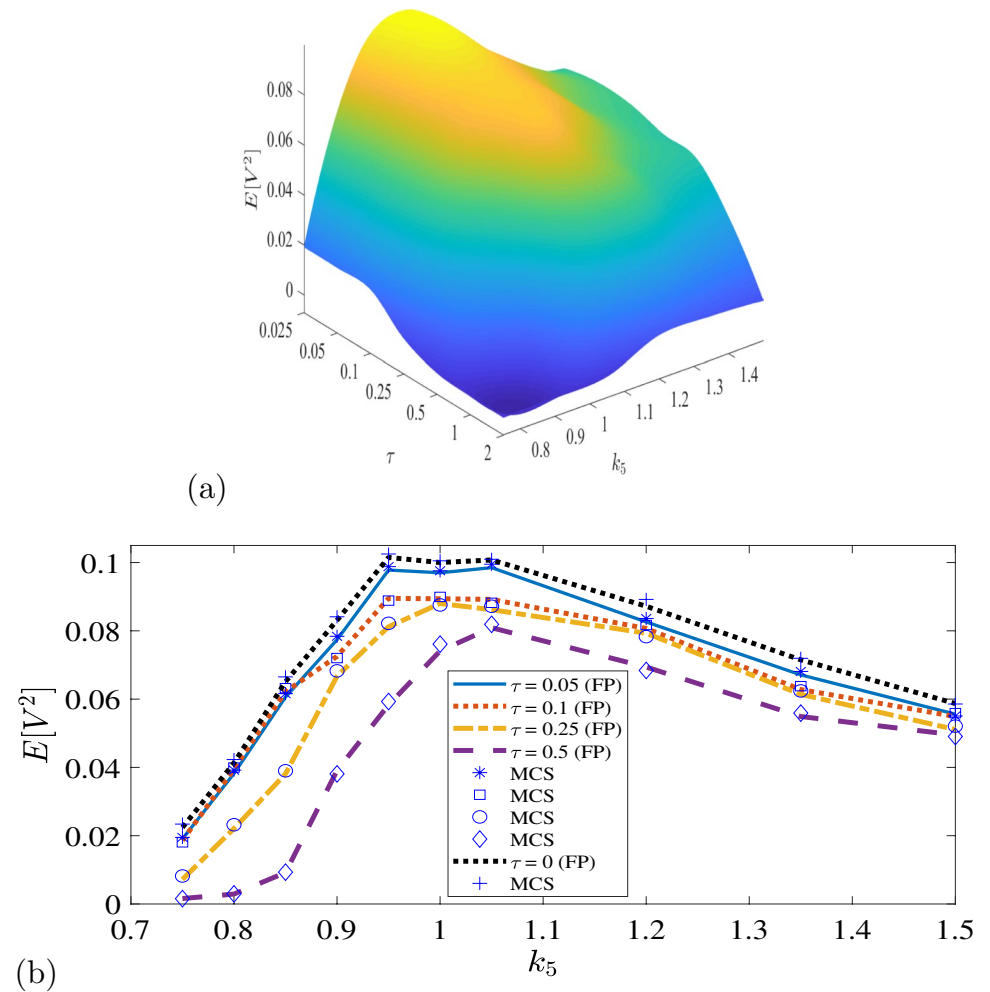 0.08
0.06
0.04
0.02
0
E[V²]
0.025
0.05
0.1
0.25
0.5
1
2
τ
0.8
0.9
1
1.1
1.2
1.3
1.4
k₅
(a)
0.1
0.08
0.06
0.04
0.02
0
E[V²]
τ = 0.05 (FP)
τ = 0.1 (FP)
τ = 0.25 (FP)
τ = 0.5 (FP)
MCS
MCS
MCS
MCS
τ = 0 (FP)
MCS
0.7 0.8 0.9 1 1.1 1.2 1.3 1.4 1.5
k₅
(b)